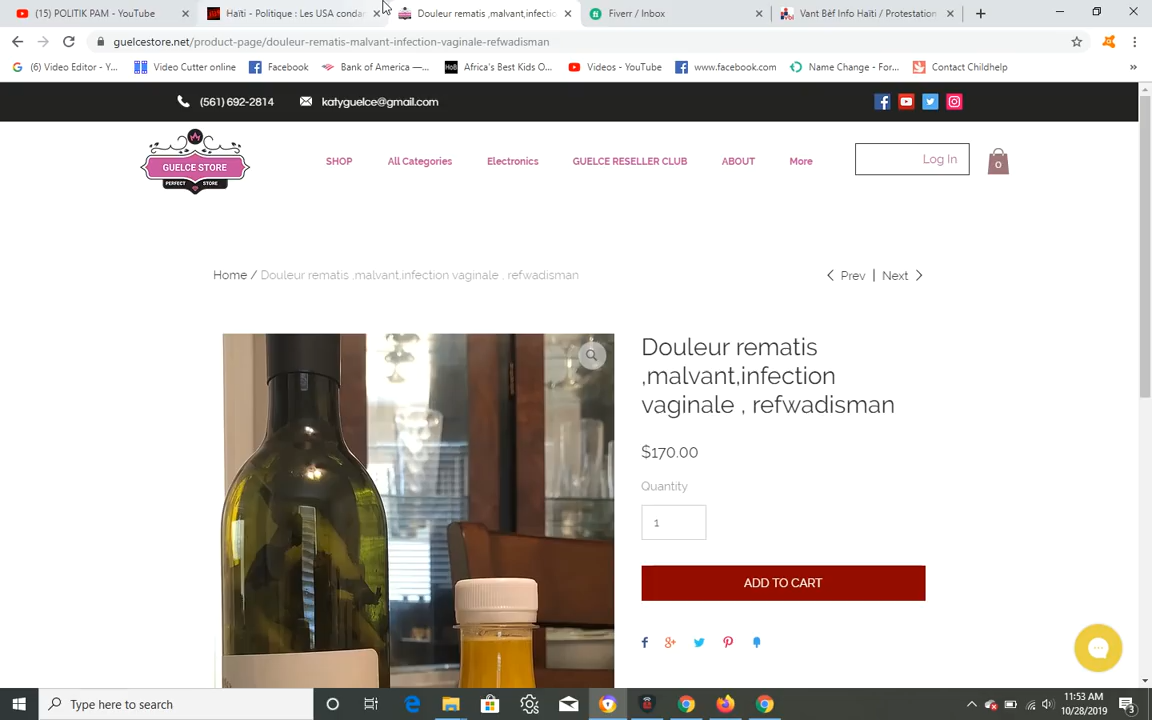 (15) POLITIK PAM - YouTube
Haïti - Politique : Les USA condan
Douleur rematis ,malvant,infectio
Fiverr / Inbox
Vant Bèf Info Haïti / Protestation
guelcestore.net/product-page/douleur-rematis-malvant-infection-vaginale-refwadisman
(6) Video Editor - Y...
Video Cutter online
Facebook
Bank of America —...
Africa's Best Kids O...
Videos - YouTube
www.facebook.com
Name Change - For...
Contact Childhelp
(561) 692-2814
katyguelce@gmail.com
GUELCE STORE
PERFECT STORE
SHOP
All Categories
Electronics
GUELCE RESELLER CLUB
ABOUT
More
Log In
0
Home / Douleur rematis ,malvant,infection vaginale , refwadisman
Prev | Next
Douleur rematis
,malvant,infection
vaginale , refwadisman
$170.00
Quantity
1
ADD TO CART
Type here to search
11:53 AM
10/28/2019
3